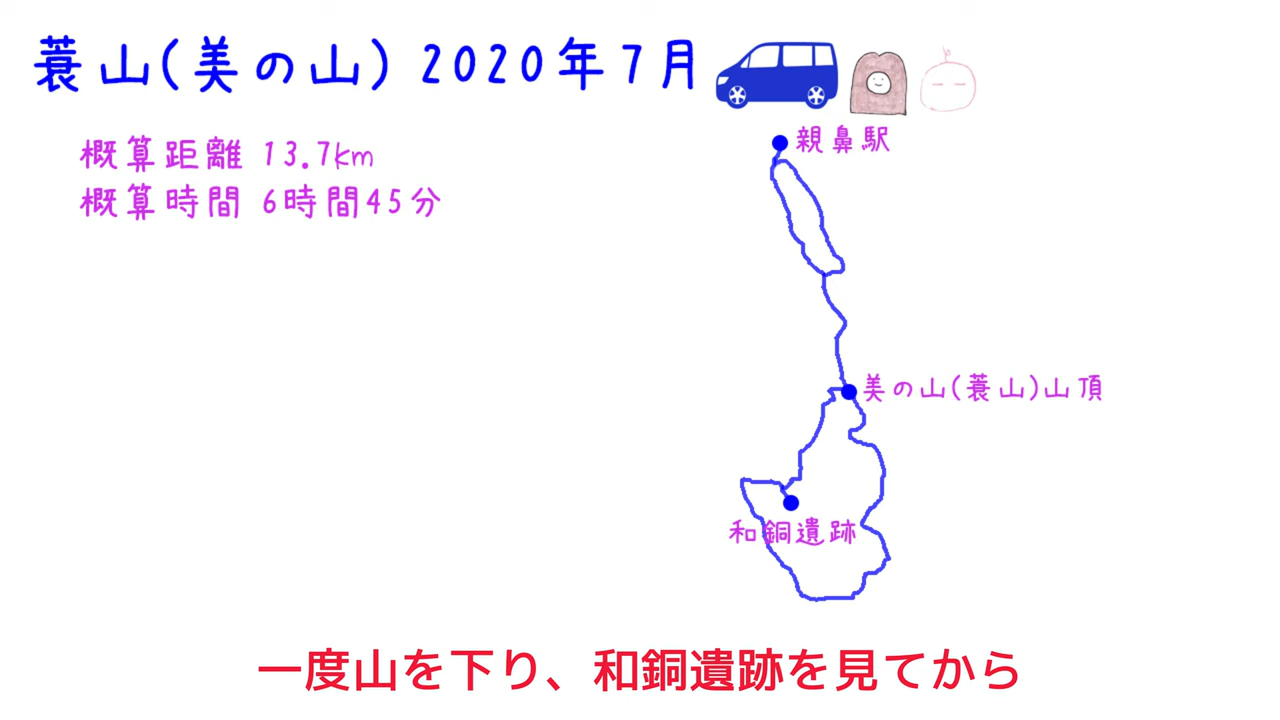 蓑山(美の山) 2020年7月
概算距離 13.7km
概算時間 6時間45分
親鼻駅
美の山(蓑山)山頂
和銅遺跡
一度山を下り、和銅遺跡を見てから